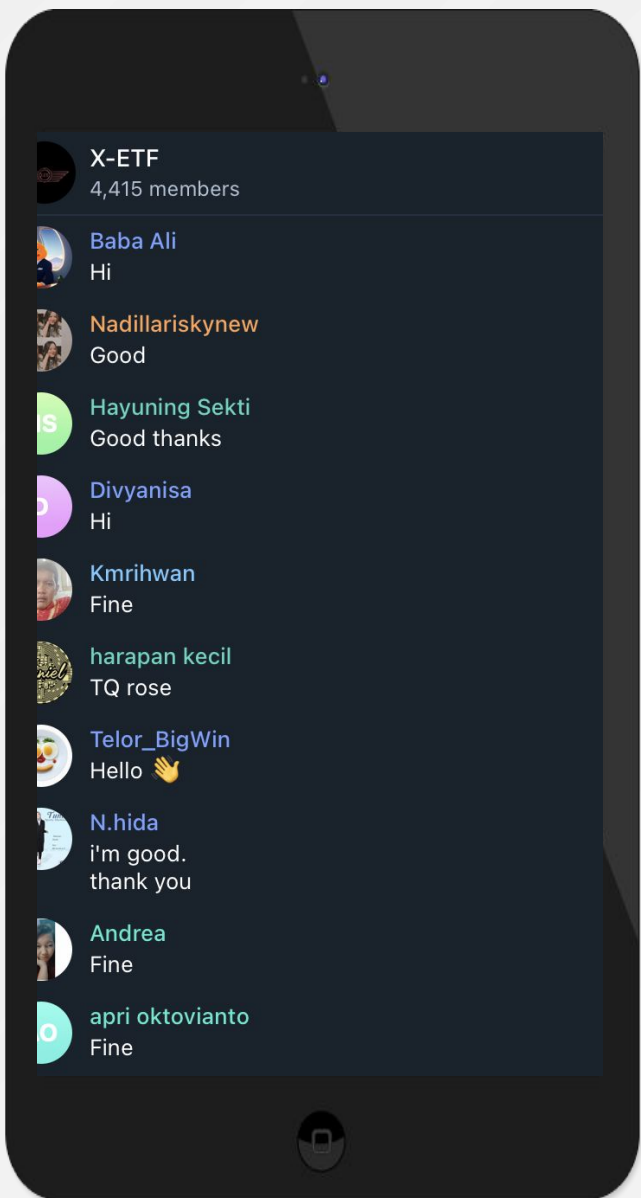 X-ETF
4,415 members
Baba Ali
Hi
Nadillariskynew
Good
Hayuning Sekti
Good thanks
Divyanisa
Hi
Kmrihwan
Fine
harapan kecil
TQ rose
Telor_BigWin
Hello 👋
N.hida
i'm good.
thank you
Andrea
Fine
apri oktovianto
Fine